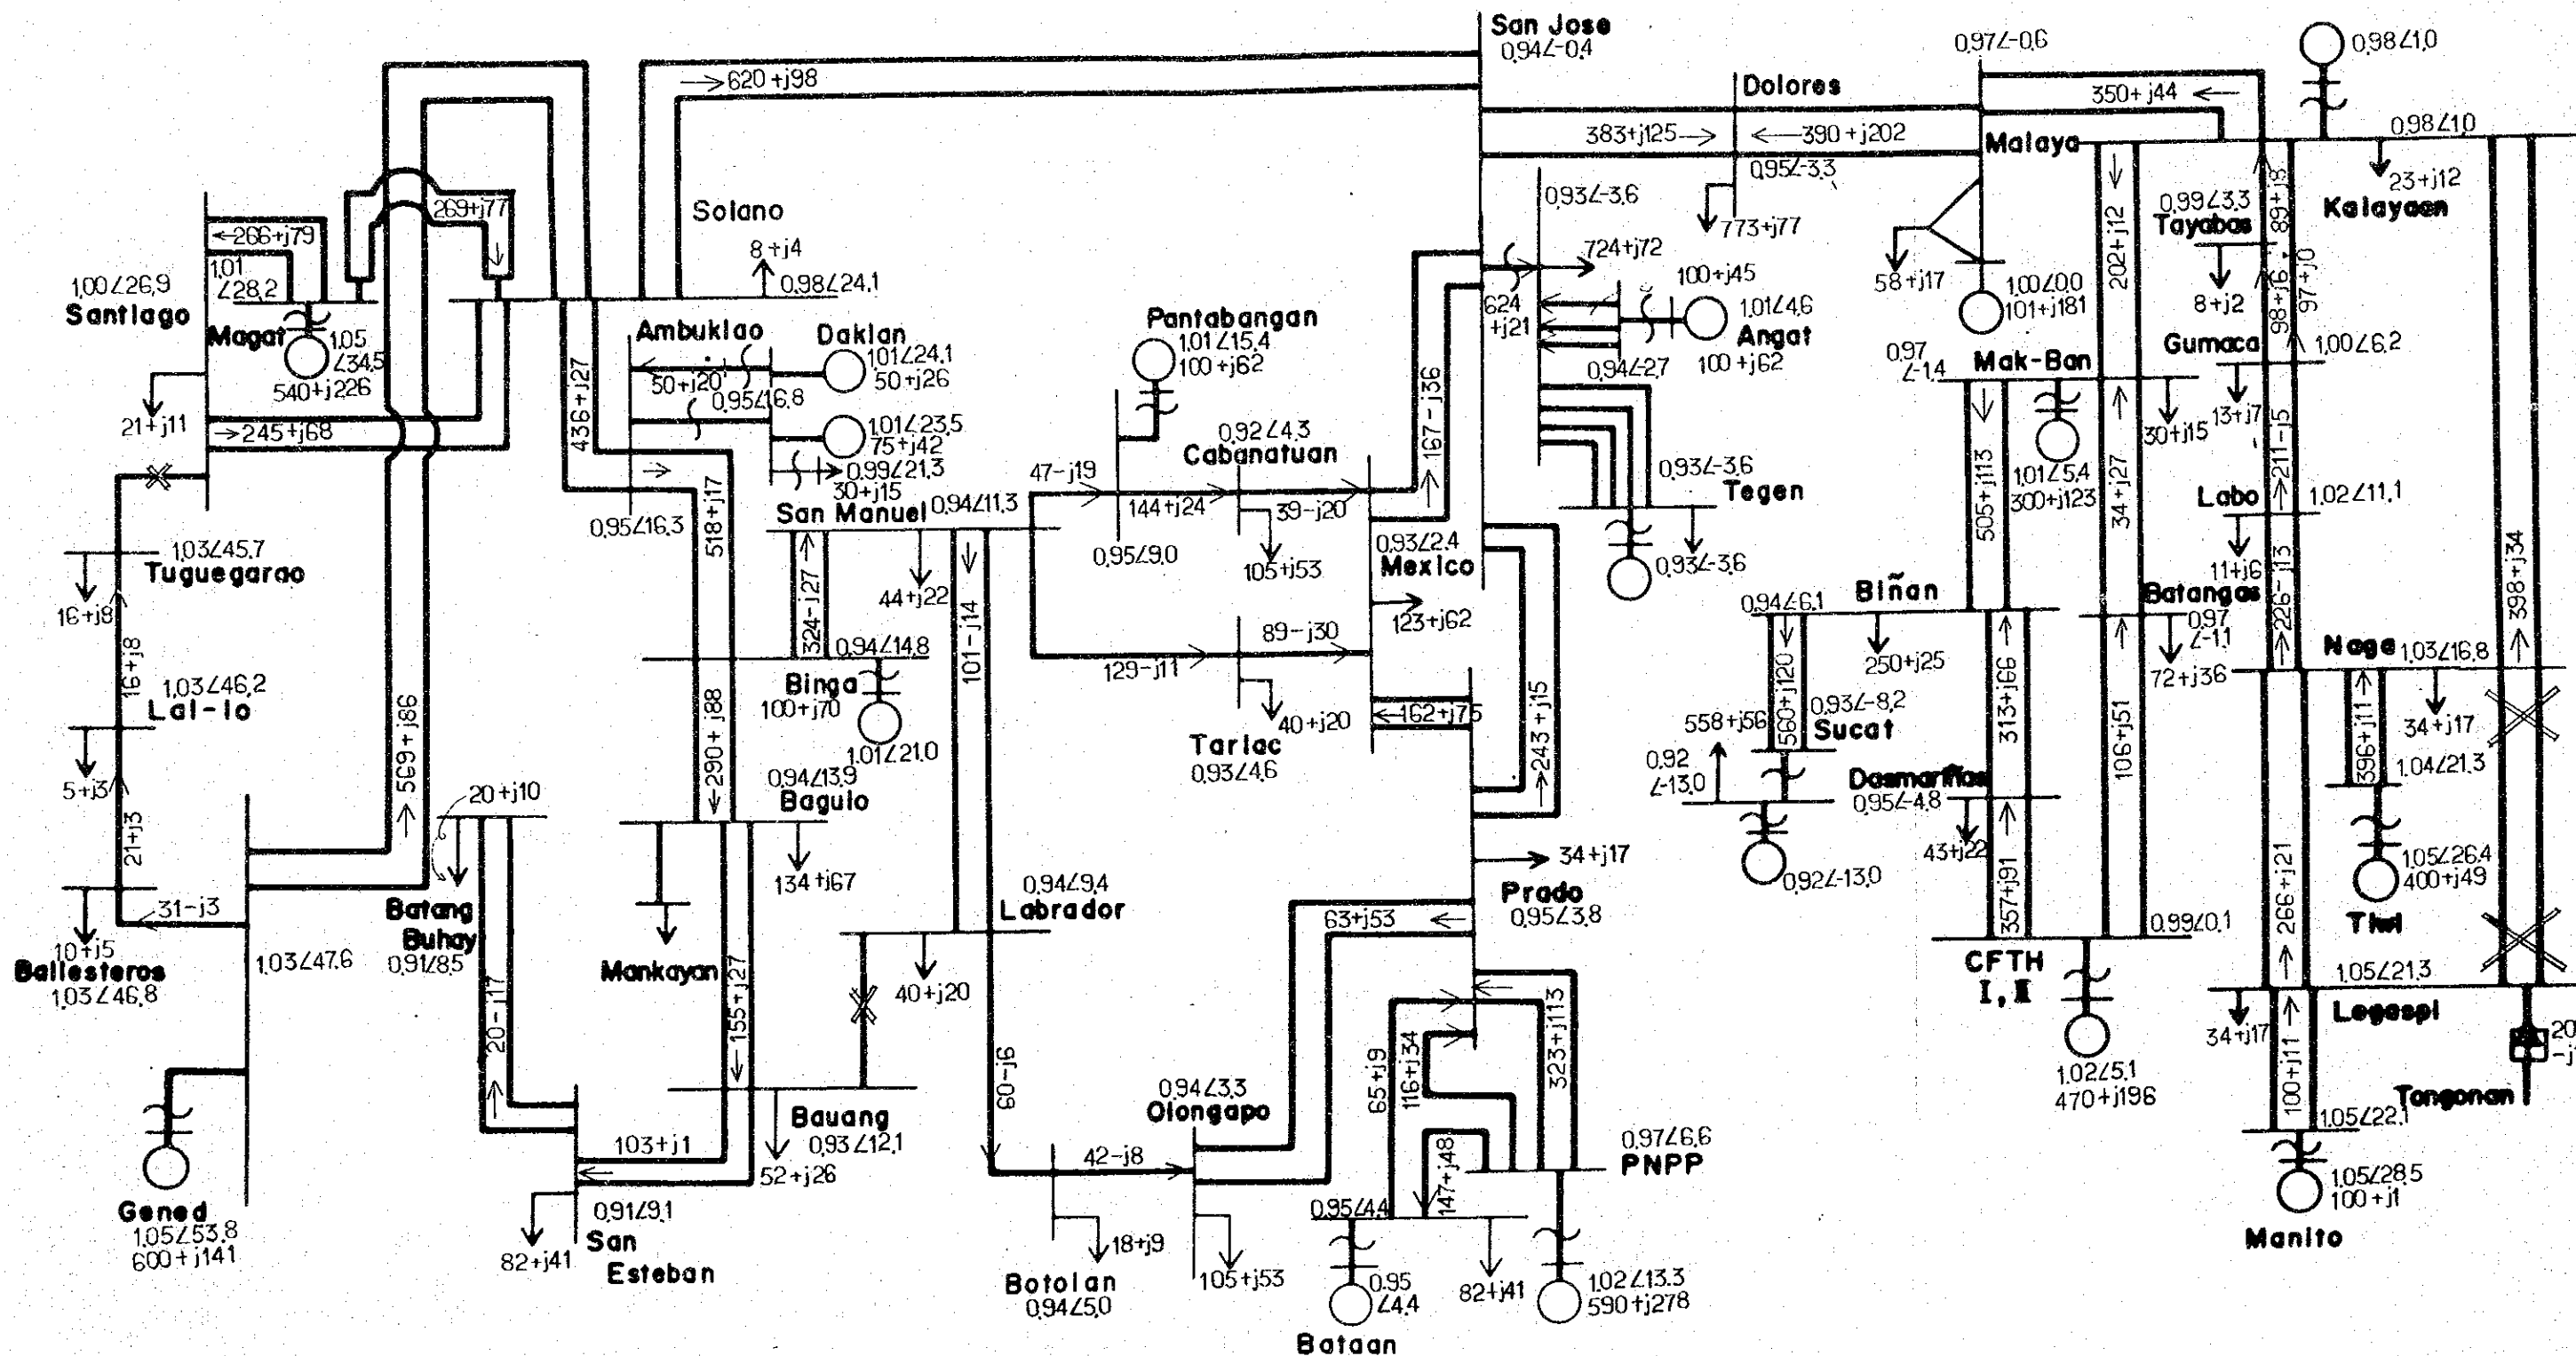 San Jose
0.94∠-0.4
→620+j98
0.97∠-0.6
0.98∠1.0
Dolores
350+j44
383+j125→
←390+j202
0.98∠1.0
Malaya
0.95∠-3.3
0.93∠-3.6
23+j12
Kalayaan
0.99∠3.3
Tayabas
202+j12
89+j3
269+j77
Solano
8+j4
0.98∠24.1
←266+j79
1.01
∠28.2
1.00∠26.9
Santiago
Magat
1.05
∠34.5
540+j226
773+j77
724+j72
100+j45
1.01∠4.6
Angat
100+j62
0.94∠-2.7
624
+j21
58+j17
1.00∠0.0
101+j181
8+j2
98+j6
97+j0
Gumaca
1.00∠6.2
Ambuklao
Daklan
1.01∠24.1
50+j26
50+j20
0.95∠16.8
1.01∠23.5
75+j42
0.99∠21.3
30+j15
Pantabangan
1.01∠15.4
100+j62
0.97
∠-1.4
Mak-Ban
13+j7
30+j15
1.01∠5.4
300+j123
21+j11
→245+j68
436+j27
167-j36
0.92∠4.3
Cabanatuan
47-j19
144+j24
39-j20
0.93∠-3.6
Tegen
0.93∠-3.6
505+j113
34+j27
211-j5
Labo
1.02∠11.1
San Manuel
0.94∠11.3
0.95∠16.3
518+j17
0.95∠9.0
105+j53
0.93∠2.4
Mexico
123+j62
1.03∠45.7
Tuguegarao
16+j8
324-j27
44+j22
101-j14
0.94∠-6.1
Biñan
Batangas
0.97
∠-1.1
11+j6
226-j13
398+j34
16+j8
1.03∠46.2
Lal-lo
0.94∠14.8
Binga
100+j70
1.01∠21.0
129-j11
89-j30
250+j25
72+j36
Naga
1.03∠16.8
569+j86
290+j88
Tarlac
0.93∠4.6
40+j20
←162+j75
243+j15
558+j56
560+j120
0.93∠-8.2
Sucat
313+j66
106+j51
396+j11
34+j17
1.04∠21.3
5+j3
21+j3
20+j10
0.94∠13.9
Baguio
0.92
∠-13.0
Dasmariñas
0.95∠-4.8
43+j22
0.92∠-13.0
134+j67
34+j17
Prado
0.95∠3.8
1.05∠26.4
400+j49
Tiwi
31-j3
10+j5
Ballesteros
1.03∠46.8
1.03∠47.6
Batang
Buhay
0.91∠8.5
Mankayan
0.94∠9.4
Labrador
63+j53
357+j91
0.99∠0.1
266+j21
CFTH
I, II
1.05∠21.3
155+j27
40+j20
34+j17
Legaspi
20-j17
60-j6
65+j9
116+j34
323+j113
1.02∠5.1
470+j196
100+j11
Tongonan
Bauang
0.93∠12.1
52+j26
0.94∠3.3
Olongapo
1.05∠22.1
103+j1
42-j8
147+j48
0.97∠6.6
PNPP
Gened
1.05∠53.8
600+j141
0.91∠9.1
San
Esteban
82+j41
0.95∠4.4
1.05∠28.5
100+j1
Manito
18+j9
Botolan
0.94∠5.0
105+j53
0.95
∠4.4
82+j41
1.02∠13.3
590+j278
Bataan